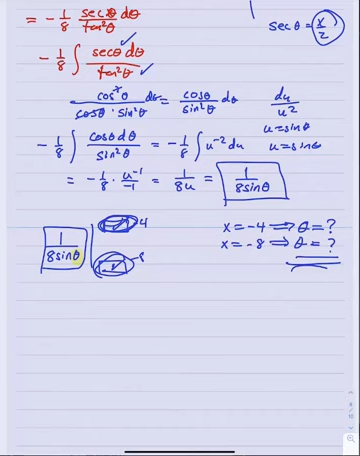 = - 1/8 secθ dθ / tan²θ
sec θ = x/2
- 1/8 ∫ secθ dθ / tan²θ
cos²θ / cosθ · sin²θ dθ = cosθ / sin²θ dθ
du / u²
u = sinθ
- 1/8 ∫ cosθ dθ / sin²θ = - 1/8 ∫ u⁻² du
u = sinθ
= - 1/8 · u⁻¹ / -1 = 1 / 8u = 1 / 8sinθ
1 / 8sinθ |
-4
-8
x = -4 ⇒ θ = ?
x = -8 ⇒ θ = ?